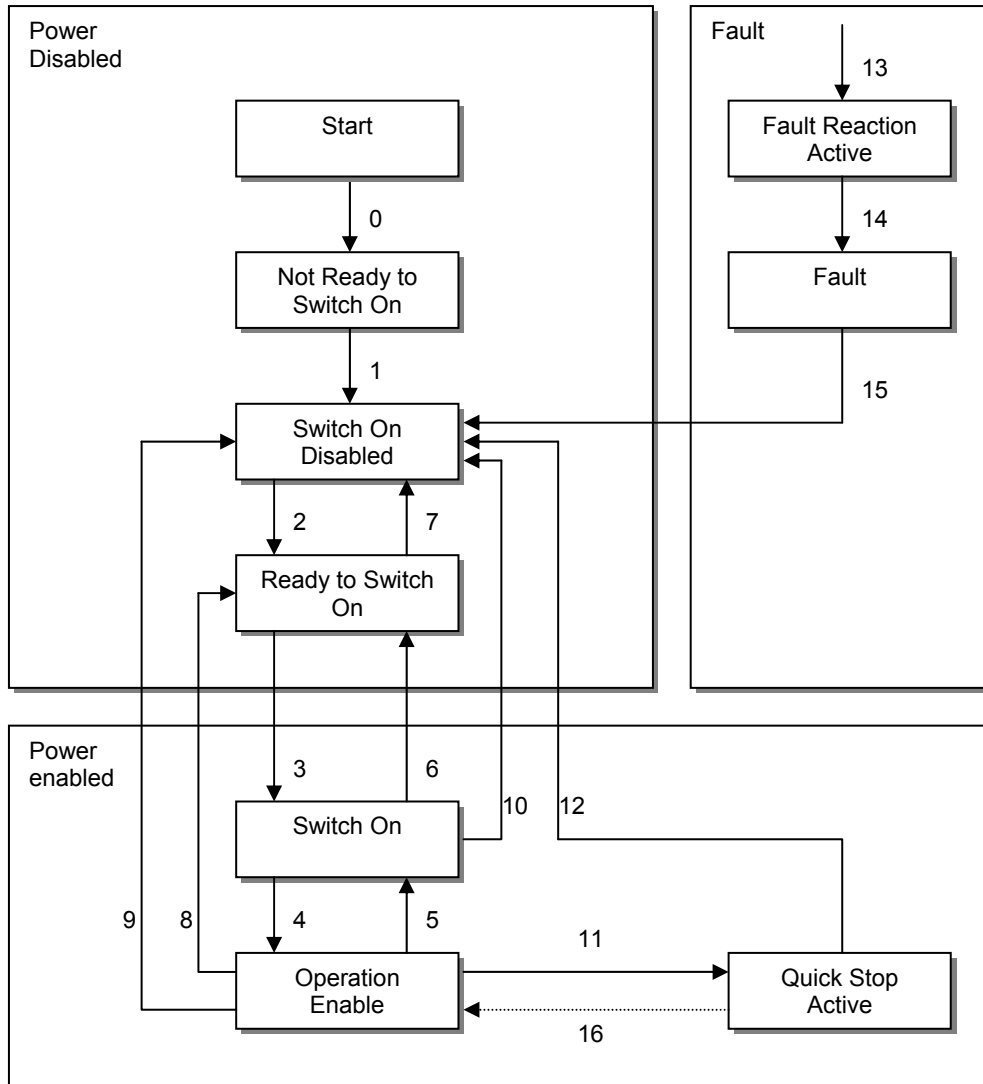 Power
Disabled
Start
0
Not Ready to
Switch On
1
Switch On
Disabled
2
7
Ready to Switch
On
Fault
13
Fault Reaction
Active
14
Fault
15
Power
enabled
3
6
10
12
Switch On
9
8
4
5
11
Operation
Enable
Quick Stop
Active
16